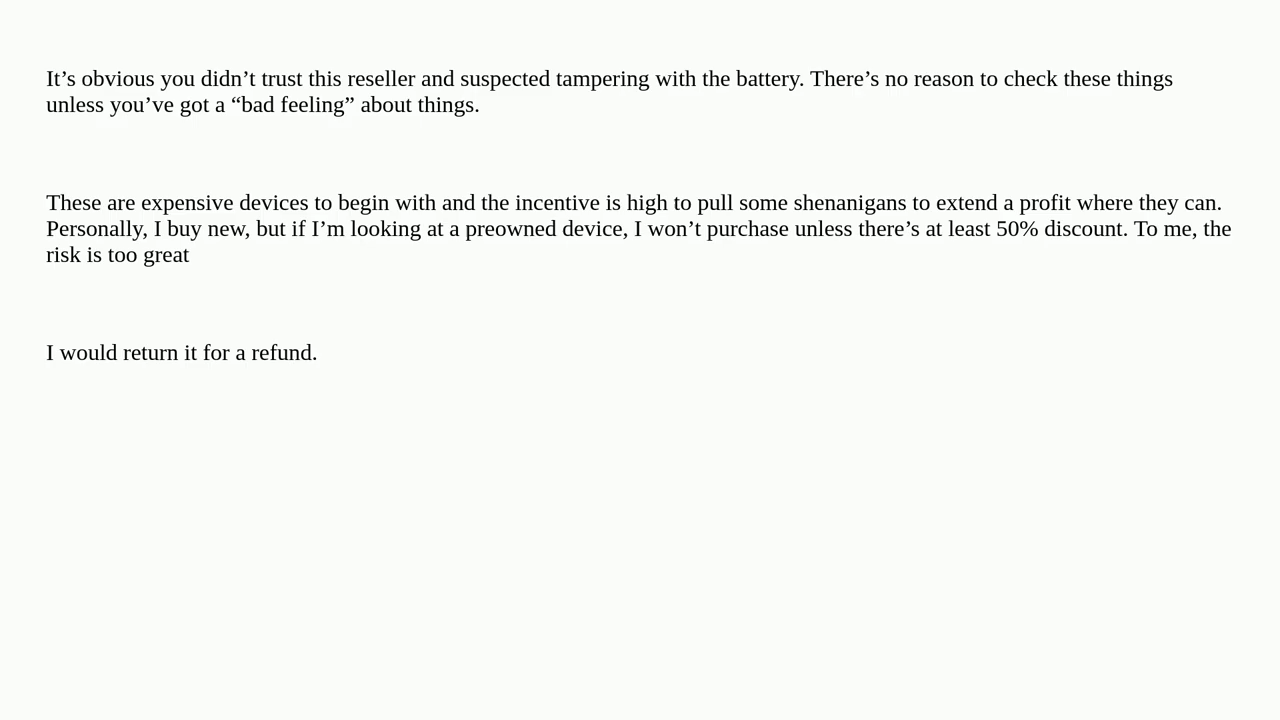 It’s obvious you didn’t trust this reseller and suspected tampering with the battery. There’s no reason to check these things
unless you’ve got a “bad feeling” about things.
These are expensive devices to begin with and the incentive is high to pull some shenanigans to extend a profit where they can.
Personally, I buy new, but if I’m looking at a preowned device, I won’t purchase unless there’s at least 50% discount. To me, the
risk is too great
I would return it for a refund.